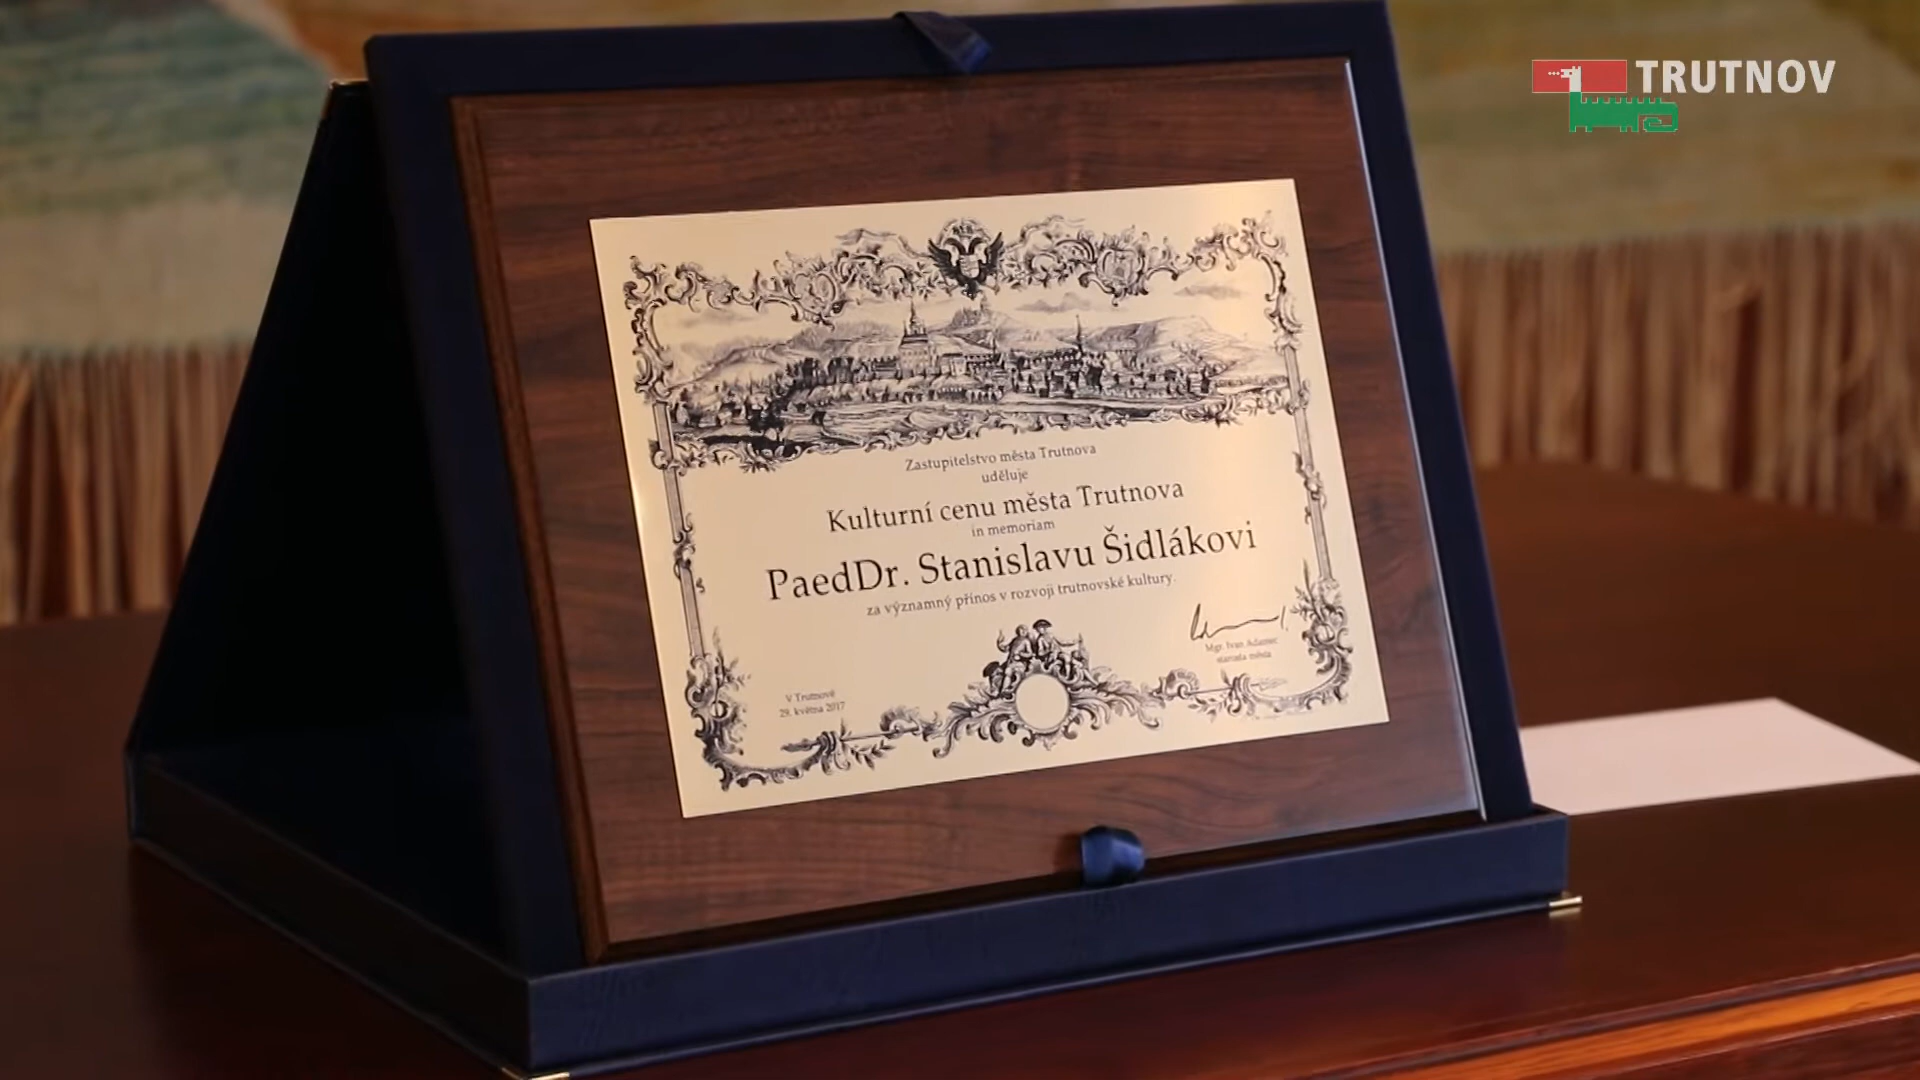 TRUTNOV
Zastupitelstvo města Trutnova
uděluje
Kulturní cenu města Trutnova
in memoriam
PaedDr. Stanislavu Šidlákovi
za významný přínos v rozvoji trutnovské kultury.
Mgr. Ivan Adamec
starosta města
V Trutnově
29. května 2017